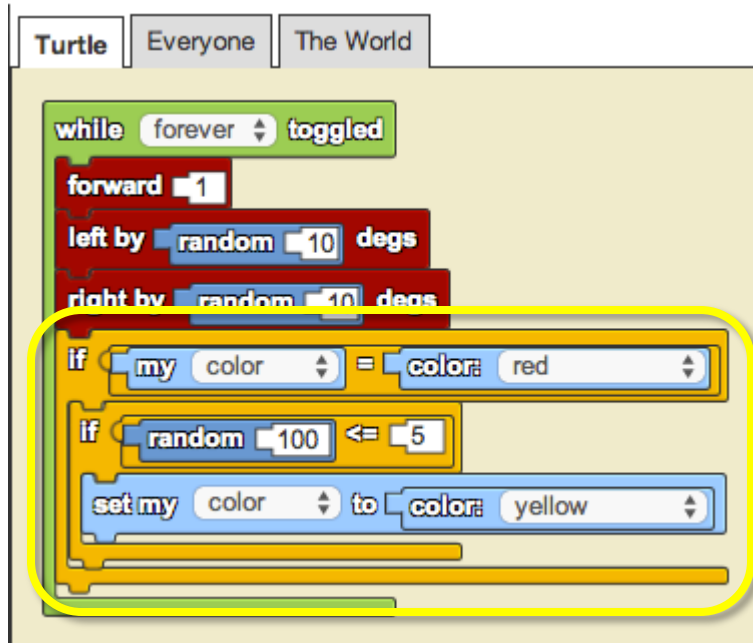 Turtle Everyone The World
while forever toggled
forward 1
left by random 10 degs
right by random 10 degs
if my color = color: red
if random 100 <= 5
set my color to color: yellow